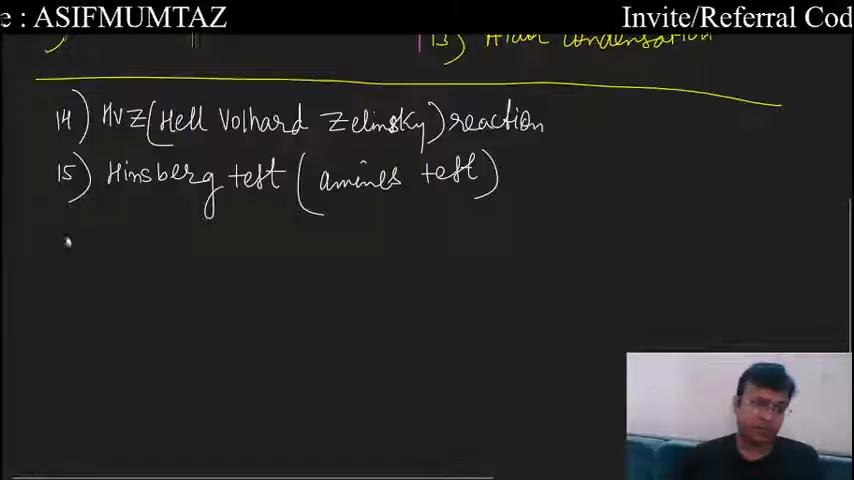 e : ASIFMUMTAZ
Invite/Referral Cod
13) Aldol Condensation
14) HVZ (Hell Volhard Zelinsky) reaction
15) Hinsberg test (amines test)